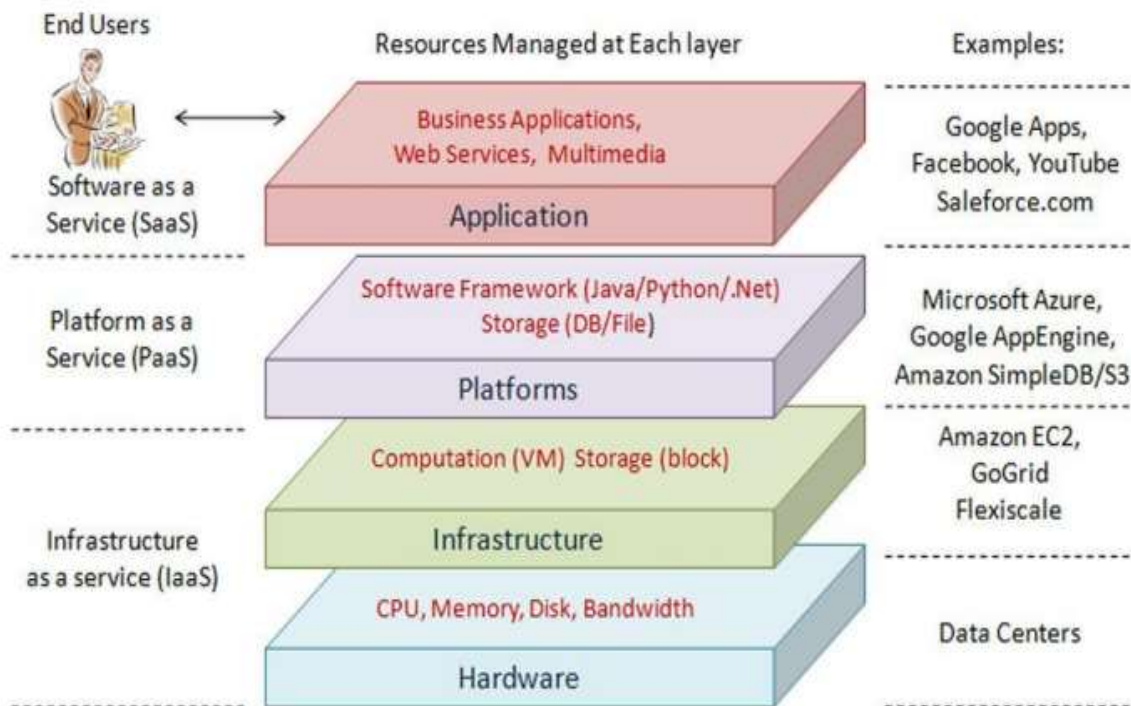 End Users
Resources Managed at Each layer
Examples:
Business Applications,
Web Services, Multimedia
Application
Software as a
Service (SaaS)
Google Apps,
Facebook, YouTube
Saleforce.com
Software Framework (Java/Python/.Net)
Storage (DB/File)
Platforms
Platform as a
Service (PaaS)
Microsoft Azure,
Google AppEngine,
Amazon SimpleDB/S3
Computation (VM) Storage (block)
Infrastructure
Amazon EC2,
GoGrid
Flexiscale
Infrastructure
as a service (IaaS)
CPU, Memory, Disk, Bandwidth
Hardware
Data Centers